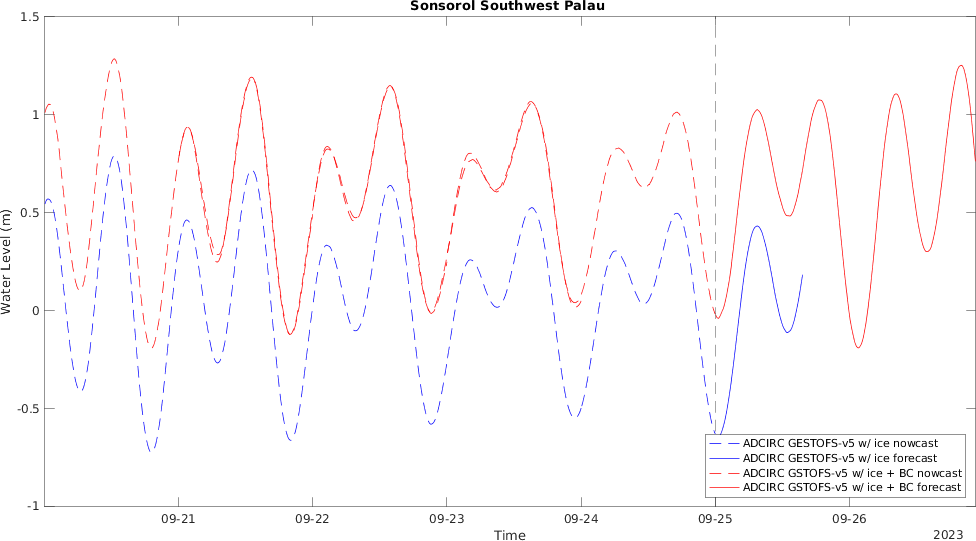 Sonsorol Southwest Palau
1.5
1
0.5
0
-0.5
-1
Water Level (m)
09-21
09-22
09-23
09-24
09-25
09-26
Time
2023
ADCIRC GESTOFS-v5 w/ ice nowcast
ADCIRC GESTOFS-v5 w/ ice forecast
ADCIRC GSTOFS-v5 w/ ice + BC nowcast
ADCIRC GSTOFS-v5 w/ ice + BC forecast